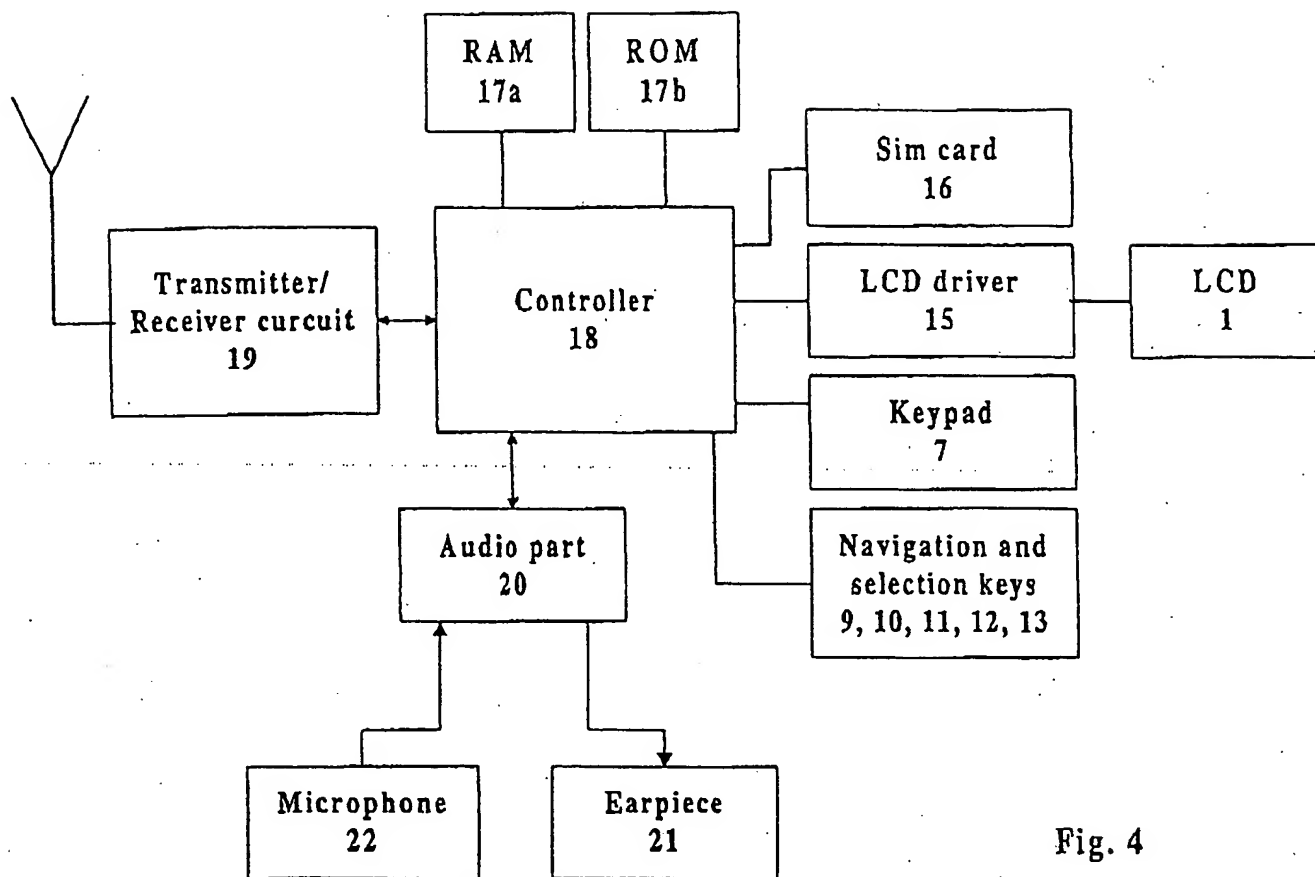 RAM
17a
ROM
17b
Sim card
16
Transmitter/
Receiver curcuit
19
Controller
18
LCD driver
15
LCD
1
Keypad
7
Audio part
20
Navigation and
selection keys
9, 10, 11, 12, 13
Microphone
22
Earpiece
21
Fig. 4